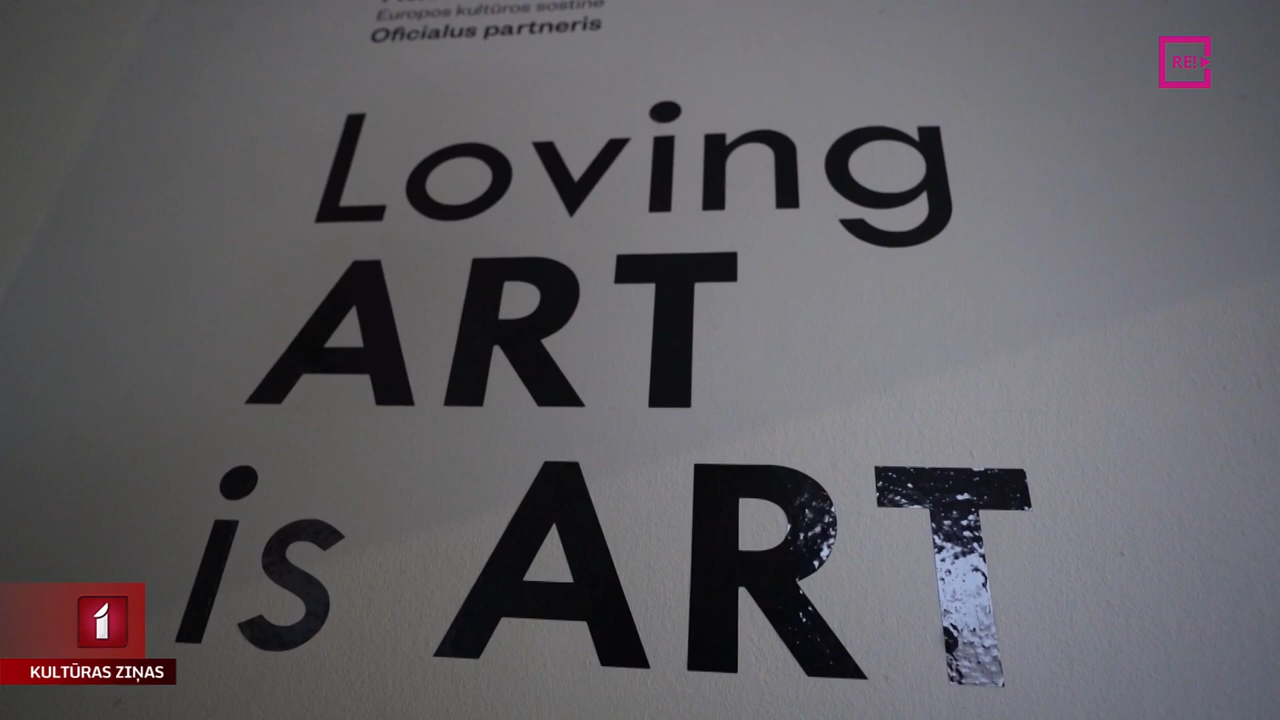 Europos kultūros sostinė
Oficialus partneris
RE!
Loving
ART
is ART
1
KULTŪRAS ZIŅAS